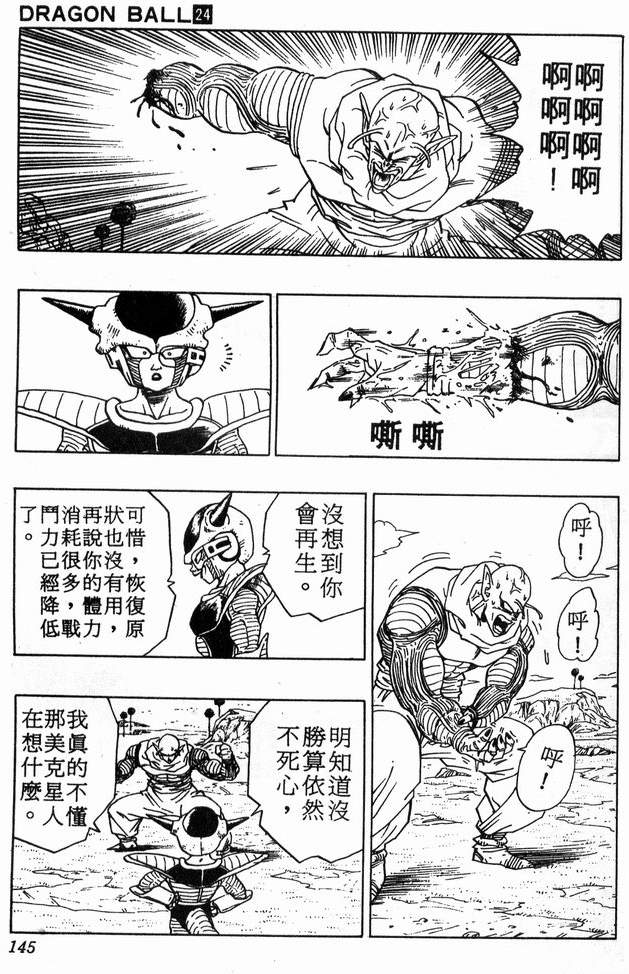 DRAGON BALL 24
啊啊啊啊
啊啊啊！
嘶嘶
呼！
呼！
呼！
沒想到你
會再生。
可惜，恢復原
狀也沒有用，
再說你的體力
消耗很多，戰
鬥力已經降低
了。
明知道沒
勝算依然
不死心，
我眞的不懂
那美克星人
在想什麼。
145